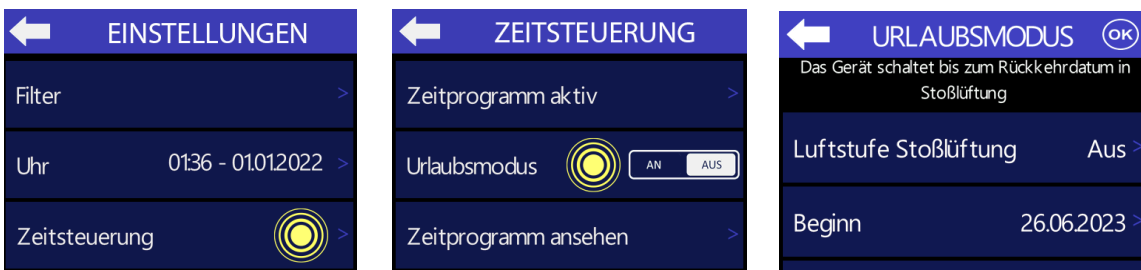 EINSTELLUNGEN
Filter >
Uhr 01:36 - 01.01.2022 >
Zeitsteuerung >
ZEITSTEUERUNG
Zeitprogramm aktiv >
Urlaubsmodus AN AUS
Zeitprogramm ansehen >
URLAUBSMODUS OK
Das Gerät schaltet bis zum Rückkehrdatum in
Stoßlüftung
Luftstufe Stoßlüftung Aus >
Beginn 26.06.2023 >